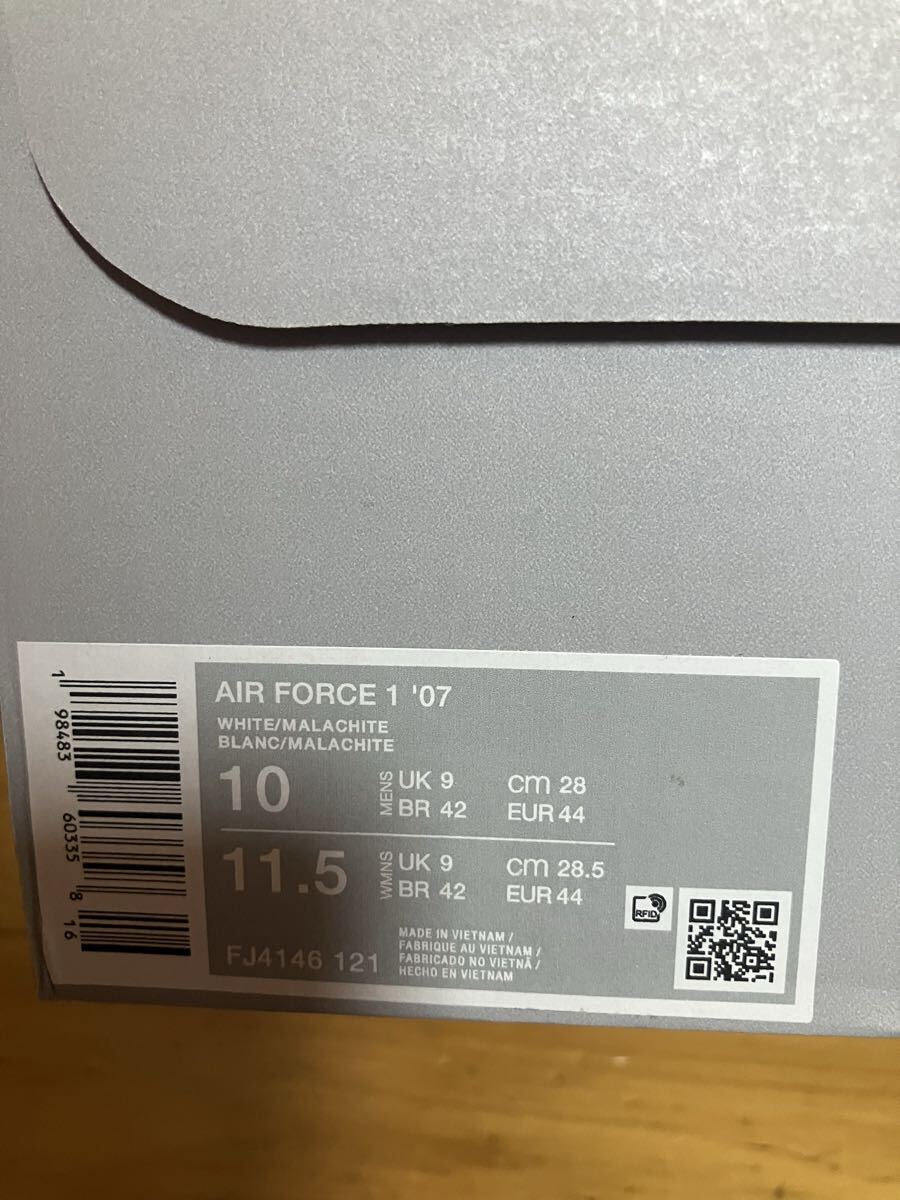 AIR FORCE 1 '07
WHITE/MALACHITE
BLANC/MALACHITE
10
MENS
UK 9
cm 28
BR 42
EUR 44
11.5
WMNS
UK 9
cm 28.5
BR 42
EUR 44
FJ4146 121
MADE IN VIETNAM /
FABRIQUE AU VIETNAM /
FABRICADO NO VIETNÃ /
HECHO EN VIETNAM
RFID
1 98483 60335 8 16